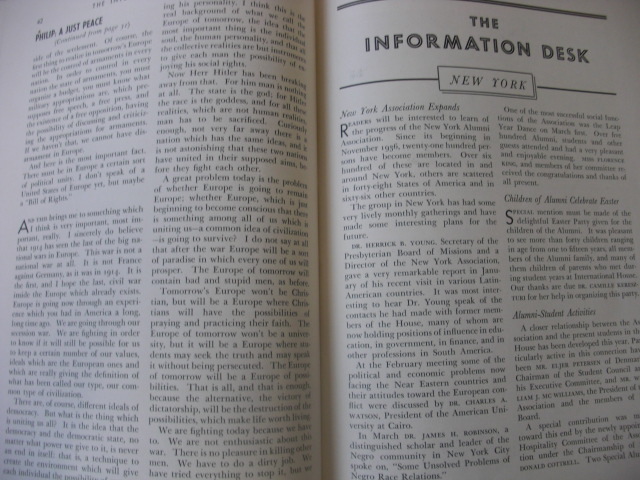 62
THE INT
PHILIP: A JUST PEACE
(Continued from page 31)
side of the settlement. Of course, the
first thing to realize in tomorrow's Europe
will be the control of armaments in every
nation. In order to control in every
nation the armaments, you must
organize a budget, you must know what
military appropriations are, which pre-
supposes free speech, a free press, and
the existence of a free opposition, having
the possibility of discussing and criticiz-
ing the appropriations for armaments.
If we haven't that, we cannot have dis-
armament in Europe.
And here is the most important fact.
There must be in Europe a certain sort
of political units. I don't speak of a
United States of Europe yet, but maybe
a "Bill of Rights."
AND this brings me to something which
I think is very important, most im-
portant, really. I sincerely do believe
that 1914 has seen the last of the big na-
tional wars in Europe. This war is not a
national war at all. It is not France
against Germany, as it was in 1914. It is
the first, and I hope the last, civil war
inside the Europe which already exists.
Europe is going now through an experi-
ence which you had in America a long,
long time ago. We are going through our
secession war. We are fighting in order
to know if it will still be possible for us
to keep a certain number of our values,
ideals which are the European ones and
which are really giving the definition of
what has been called our type, our com-
mon type of civilization.
There are, of course, different ideals of
democracy. But what is the thing which
is uniting us all? It is the idea that the
democracy and the democratic state, no
matter what power we give to it, is never
an end in itself: that is, a technique to
create the environment which will give
each individual the possibility of
ing his personality. I think this is the
real background of what we call the
Europe of tomorrow, the idea that the
most important thing is the individual
soul, the human personality, and that all
the collective realities are but instruments
to give each man the possibility of de-
ploying his social rights.
Now Herr Hitler has been breaking
away from that. For him man is nothing
at all. The state is the god; for Hitler
the race is the goddess, and for all these
realities, which are not human realities,
man has to be sacrificed. Curiously
enough, not very far away there is a
nation which has the same ideas, and it
is not astonishing that these two nations
have united in their supposed aims, be-
fore they fight each other.
A great problem today is the problem
of whether Europe is going to remain
Europe; whether Europe, which is just
beginning to become conscious that there
is something among all of us which is
uniting us—a common idea of civilization
—is going to survive! I do not say at all
that after the war Europe will be a sort
of paradise in which every one of us will
prosper. The Europe of tomorrow will
contain bad and stupid men, as before.
Tomorrow's Europe won't be Chris-
tian, but will be a Europe where Chris-
tians will have the possibilities of
praying and practicing their faith. The
Europe of tomorrow won't be a univer-
sity, but it will be a Europe where stu-
dents may seek the truth and may speak
it without being persecuted. The Europe
of tomorrow will be a Europe of possi-
bilities. That is all, and that is enough,
because the alternative, the victory of
dictatorship, will be the destruction of the
possibilities, which make life worth living.
We are fighting today because we have
to. We are not enthusiastic about this
war. There is no pleasure in killing other
men. We have to do a dirty job. We
have tried everything to stop it, but we
THE
INFORMATION DESK
NEW YORK
New York Association Expands
READERS will be interested to learn of
the progress of the New York Alumni
Association. Since its beginning in
November 1936, twenty-one hundred per-
sons have become members. Over six
hundred of these are located in and
around New York, others are scattered
in forty-eight States of America and in
sixty-six other countries.
The group in New York has had some
very lively monthly gatherings and have
made some interesting plans for the
future.
DR. HERRICK B. YOUNG, Secretary of the
Presbyterian Board of Missions and a
Director of the New York Association,
gave a very remarkable report in Janu-
ary of his recent visit in various Latin-
American countries. It was most inter-
esting to hear Dr. Young speak of the
contacts he had made with former mem-
bers of the House, many of whom are
now holding positions of influence in edu-
cation, in government, in finance, and in
other professions in South America.
At the February meeting some of the
political and economic problems now
facing the Near Eastern countries and
their attitudes toward the European con-
flict were discussed by DR. CHARLES A.
WATSON, President of the American Uni-
versity at Cairo.
In March DR. JAMES H. ROBINSON, a
distinguished scholar and leader of the
Negro community in New York City
spoke on, "Some Unsolved Problems of
Negro Race Relations."
One of the most successful social func-
tions of the Association was the Leap
Year Dance on March first. Over five
hundred Alumni, students and other
guests attended and had a very pleasant
and enjoyable evening. MISS FLORENCE
and members of her committee re-
ceived the congratulations and thanks of
all present.
Children of Alumni Celebrate Easter
SPECIAL mention must be made of the
delightful Easter Party given for the
children of the Alumni. It was pleasant
to see more than forty children ranging
in age from one to fifteen years, all mem-
bers of the Alumni family, and many of
them children of parents who met dur-
ing student years at International House.
Our thanks are due DR. CAMILLE
for her help in organizing this party.
Alumni-Student Activities
A closer relationship between the As-
sociation and the present students in the
House has been developed this year. Par-
ticularly active in this connection
been MR. ELJER PETERSEN of Denmark
Chairman of the Student Council a
his Executive Committee, and MR.
LIAM J. MC WILLIAMS, the President of
Association and the members of
Board.
A special contribution was ma
toward this end by the newly appoint
Hospitality Committee of the As
tion under the Chairmanship of
DONALD COTTRELL. Two Special Alu